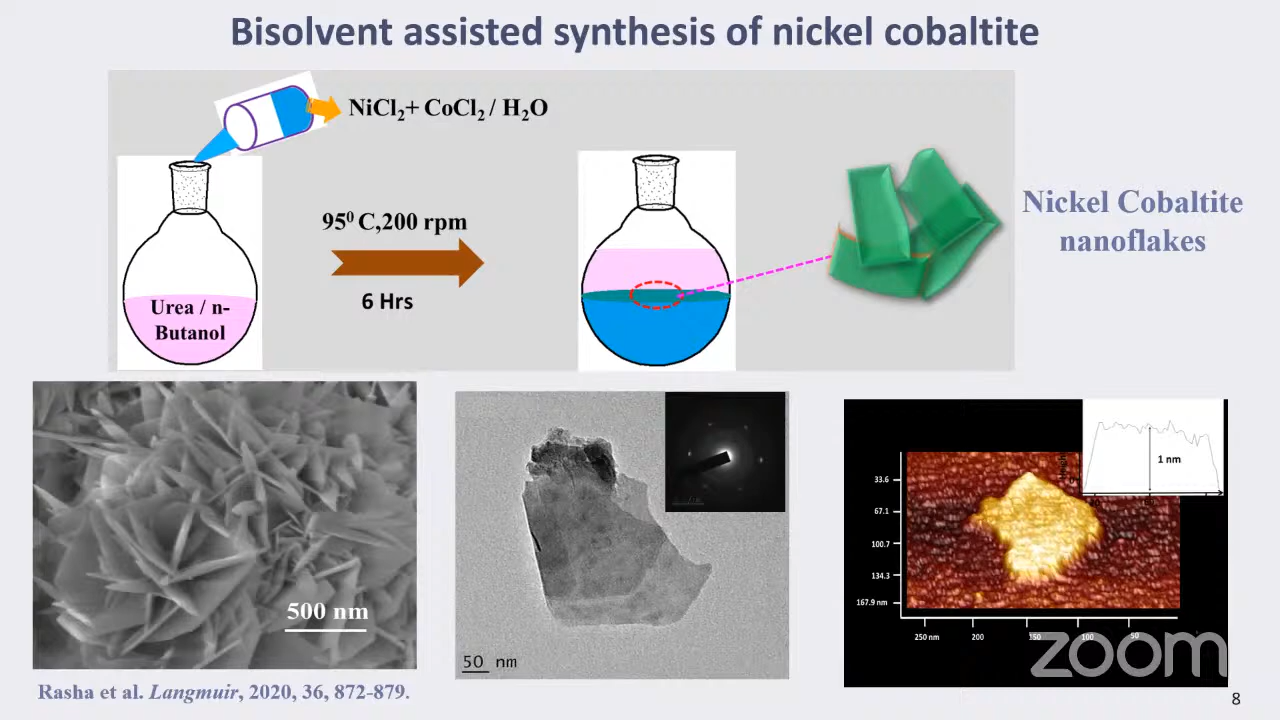 Bisolvent assisted synthesis of nickel cobaltite
NiCl2+ CoCl2 / H2O
95⁰ C,200 rpm
6 Hrs
Urea / n-
Butanol
Nickel Cobaltite
nanoflakes
500 nm
50 nm
1 nm
33.6
67.1
100.7
134.3
167.9 nm
250 nm
200
150
100
50
zoom
Rasha et al. Langmuir, 2020, 36, 872-879.
8